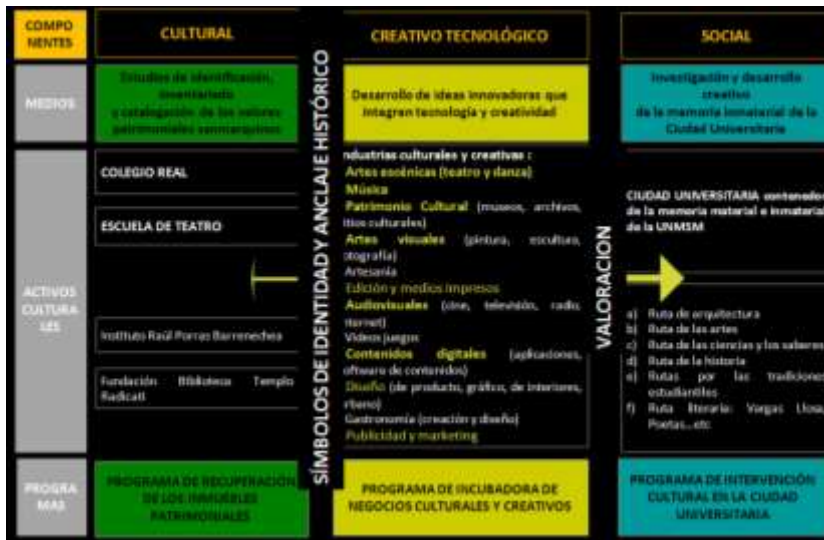 COMPO
NENTES
CULTURAL
CREATIVO TECNOLÓGICO
SOCIAL
MEDIOS
Estudios de identificación,
inventariado
y catalogación de los valores
patrimoniales sanmarquinos
Desarrollo de ideas innovadoras que
integren tecnología y creatividad
Investigación y desarrollo
creativo
de la memoria inmaterial de la
Ciudad Universitaria
ACTIVOS
CULTURA
LES
COLEGIO REAL
ESCUELA DE TEATRO
Instituto Raúl Porras Barrenechea
Fundación Biblioteca Temple
Radicati
SÍMBOLOS DE IDENTIDAD Y ANCLAJE HISTÓRICO
ndustrias culturales y creativas :
Artes escénicas (teatro y danza)
Música
Patrimonio Cultural (museos, archivos,
itios culturales)
Artes visuales (pintura, escultura,
otografía)
Artesanía
Edición y medios impresos
Audiovisuales (cine, televisión, radio,
nternet)
Videos juegos
Contenidos digitales (aplicaciones,
oftware de contenidos)
Diseño (de producto, gráfico, de interiores,
rbano)
Gastronomía (creación y diseño)
Publicidad y marketing
VALORACION
CIUDAD UNIVERSITARIA contenedor
de la memoria material e inmaterial
de la UNMSM
a) Ruta de arquitectura
b) Ruta de las artes
c) Ruta de las ciencias y los saberes
d) Ruta de la historia
e) Rutas por las tradiciones
estudiantiles
f) Ruta literaria: Vargas Llosa,
Poetas...etc
PROGRA
MAS
PROGRAMA DE RECUPERACIÓN
DE LOS INMUEBLES
PATRIMONIALES
PROGRAMA DE INCUBADORA DE
NEGOCIOS CULTURALES Y CREATIVOS
PROGRAMA DE INTERVENCIÓN
CULTURAL EN LA CIUDAD
UNIVERSITARIA